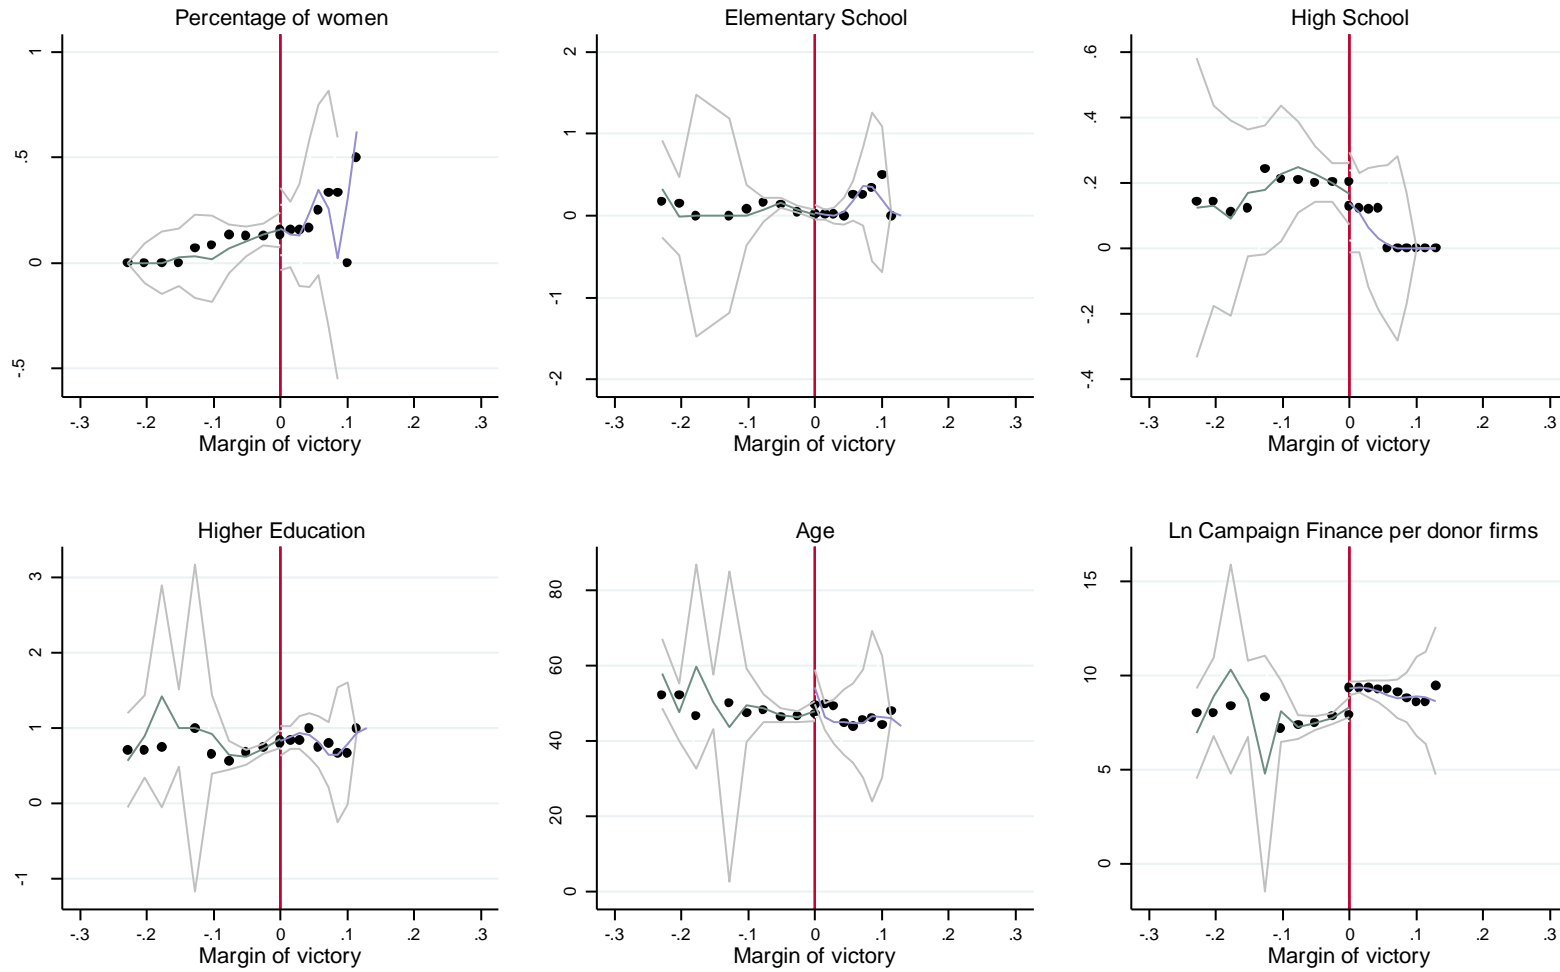 Percentage of women
1
.5
0
-.5
-.3 -.2 -.1 0 .1 .2 .3
Margin of victory
Elementary School
2
1
0
-1
-2
-.3 -.2 -.1 0 .1 .2 .3
Margin of victory
High School
.6
.4
.2
0
-.2
-.4
-.3 -.2 -.1 0 .1 .2 .3
Margin of victory
Higher Education
3
2
1
0
-1
-.3 -.2 -.1 0 .1 .2 .3
Margin of victory
Age
80
60
40
20
0
-.3 -.2 -.1 0 .1 .2 .3
Margin of victory
Ln Campaign Finance per donor firms
15
10
5
0
-.3 -.2 -.1 0 .1 .2 .3
Margin of victory